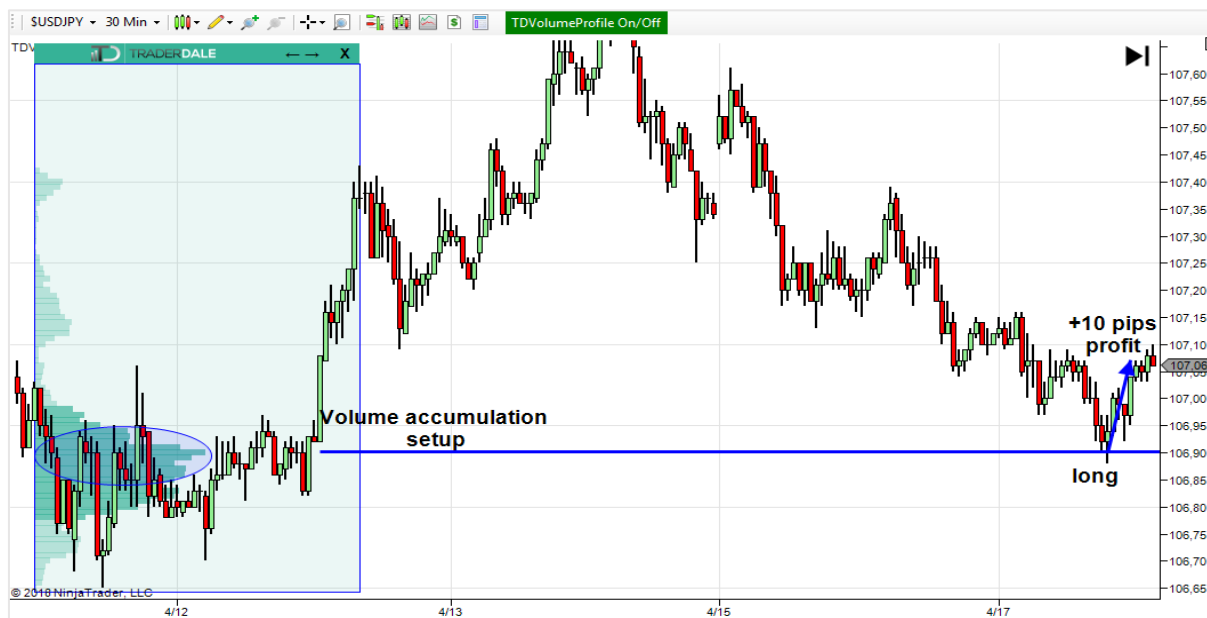 $USDJPY 30 Min TDVolumeProfile On/Off
TDV TRADERDALE X
107,60
107,55
107,50
107,45
107,40
107,35
107,30
107,25
107,20
107,15
107,10
107,06
107,05
107,00
106,95
106,90
106,85
106,80
106,75
106,70
106,65
+10 pips
profit
Volume accumulation
setup
long
© 2018 NinjaTrader, LLC
4/12 4/13 4/15 4/17